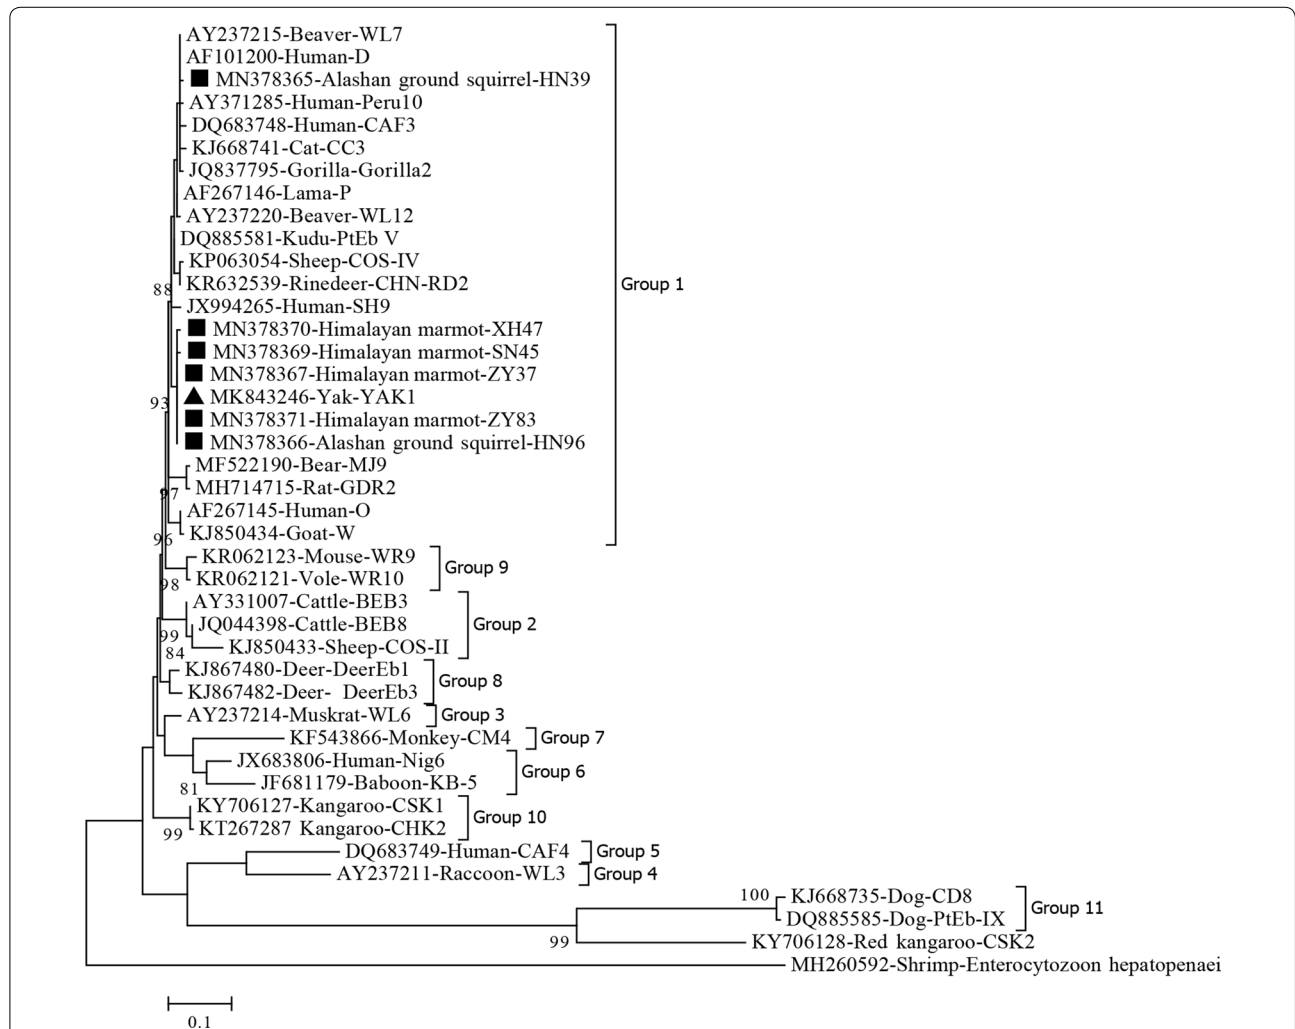 AY237215-Beaver-WL7
AF101200-Human-D
MN378365-Alashan ground squirrel-HN39
AY371285-Human-Peru10
DQ683748-Human-CAF3
KJ668741-Cat-CC3
JQ837795-Gorilla-Gorilla2
AF267146-Lama-P
AY237220-Beaver-WL12
DQ885581-Kudu-PtEb V
KP063054-Sheep-COS-IV
KR632539-Rinedeer-CHN-RD2
Group 1
88
JX994265-Human-SH9
MN378370-Himalayan marmot-XH47
MN378369-Himalayan marmot-SN45
MN378367-Himalayan marmot-ZY37
MK843246-Yak-YAK1
93
MN378371-Himalayan marmot-ZY83
MN378366-Alashan ground squirrel-HN96
MF522190-Bear-MJ9
MH714715-Rat-GDR2
97
AF267145-Human-O
KJ850434-Goat-W
96
KR062123-Mouse-WR9
Group 9
KR062121-Vole-WR10
98
AY331007-Cattle-BEB3
JQ044398-Cattle-BEB8
Group 2
99
KJ850433-Sheep-COS-II
84
KJ867480-Deer-DeerEb1
Group 8
KJ867482-Deer- DeerEb3
AY237214-Muskrat-WL6
Group 3
KF543866-Monkey-CM4
Group 7
JX683806-Human-Nig6
Group 6
JF681179-Baboon-KB-5
81
KY706127-Kangaroo-CSK1
Group 10
KT267287 Kangaroo-CHK2
99
DQ683749-Human-CAF4
Group 5
AY237211-Raccoon-WL3
Group 4
100
KJ668735-Dog-CD8
Group 11
DQ885585-Dog-PtEb-IX
99
KY706128-Red kangaroo-CSK2
MH260592-Shrimp-Enterocytozoon hepatopenaei
0.1